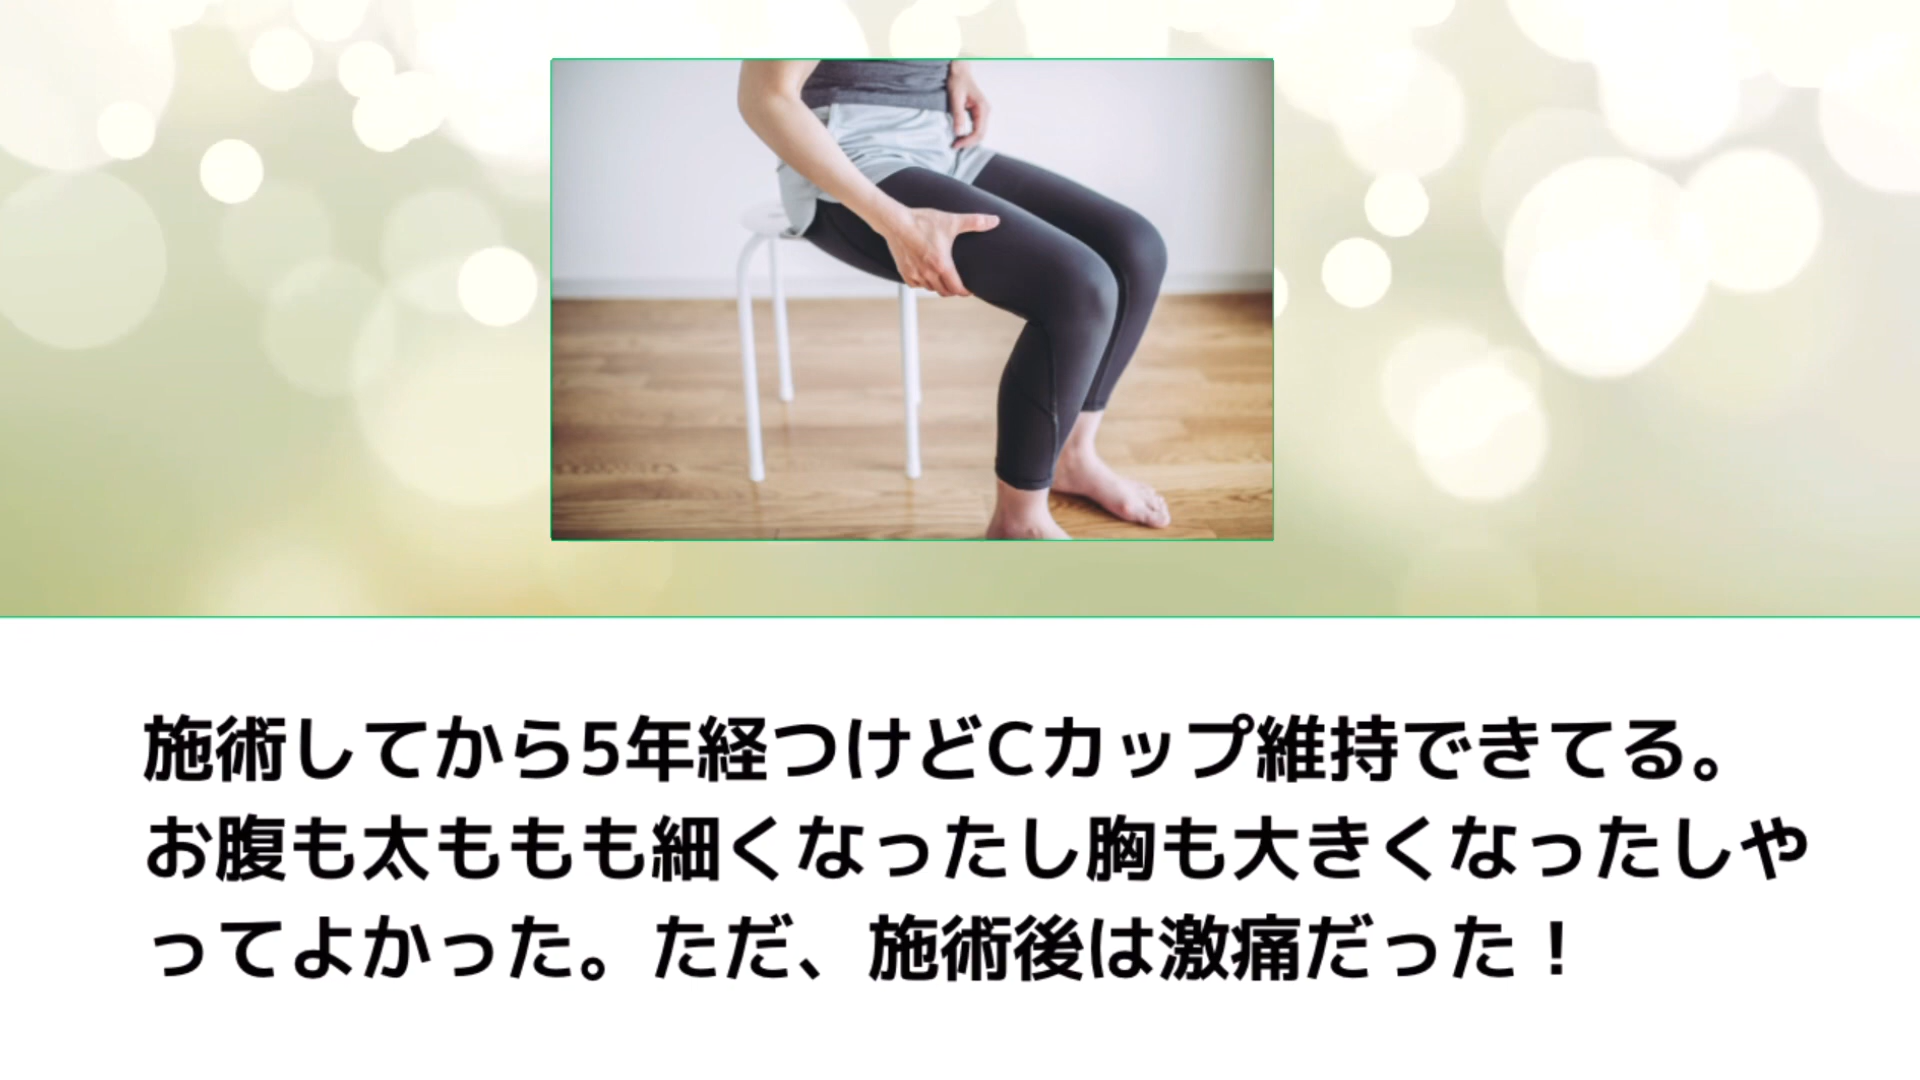 施術してから5年経つけどCカップ維持できてる。
お腹も太ももも細くなったし胸も大きくなったしや
ってよかった。ただ、施術後は激痛だった！